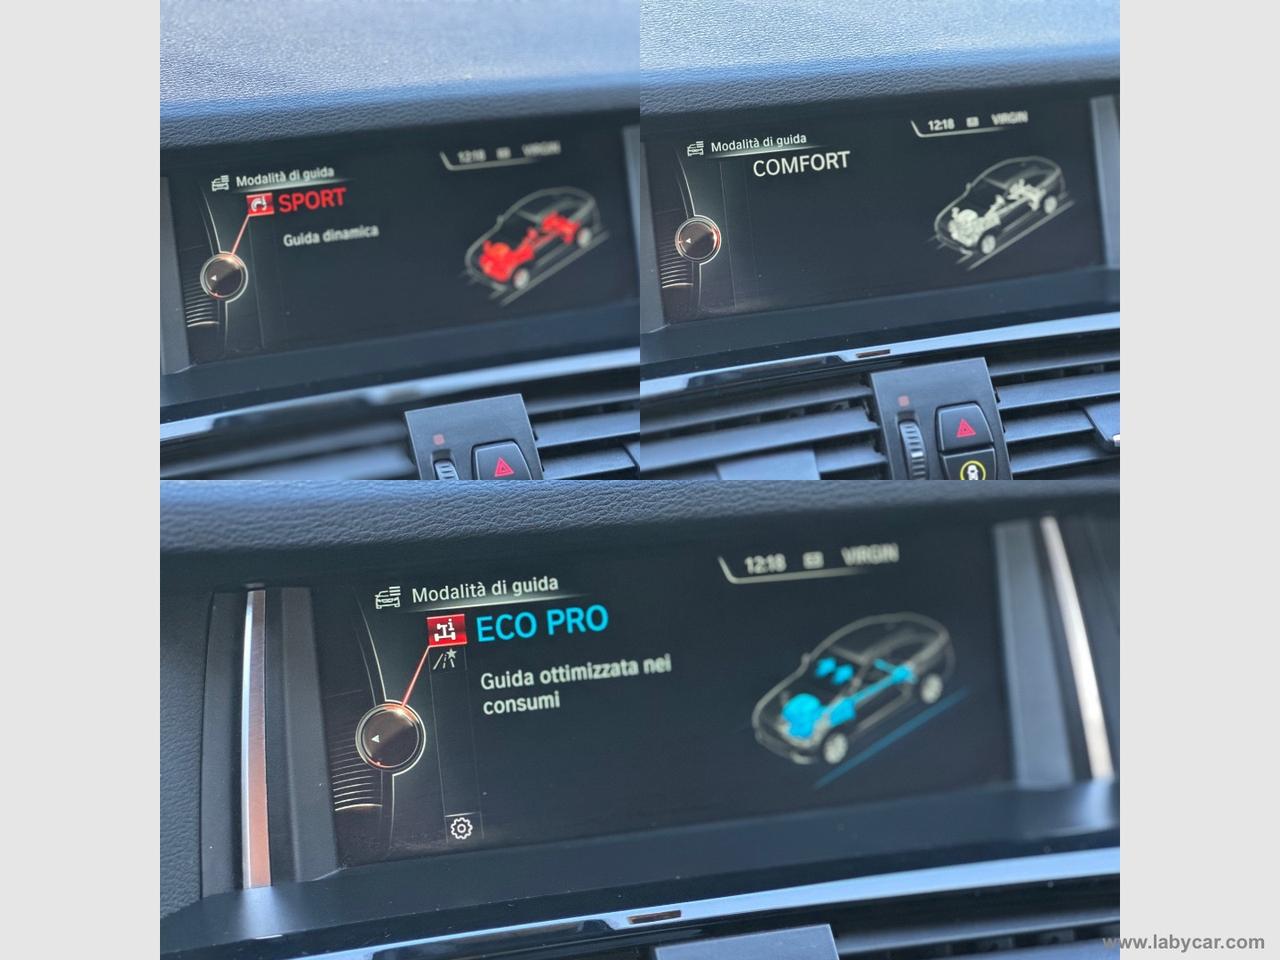 Modalità di guida
SPORT
Guida dinamica
12:18 VIRGIN
Modalità di guida
COMFORT
12:18 VIRGIN
Modalità di guida
ECO PRO
Guida ottimizzata nei
consumi
12:18 VIRGIN
www.labycar.com